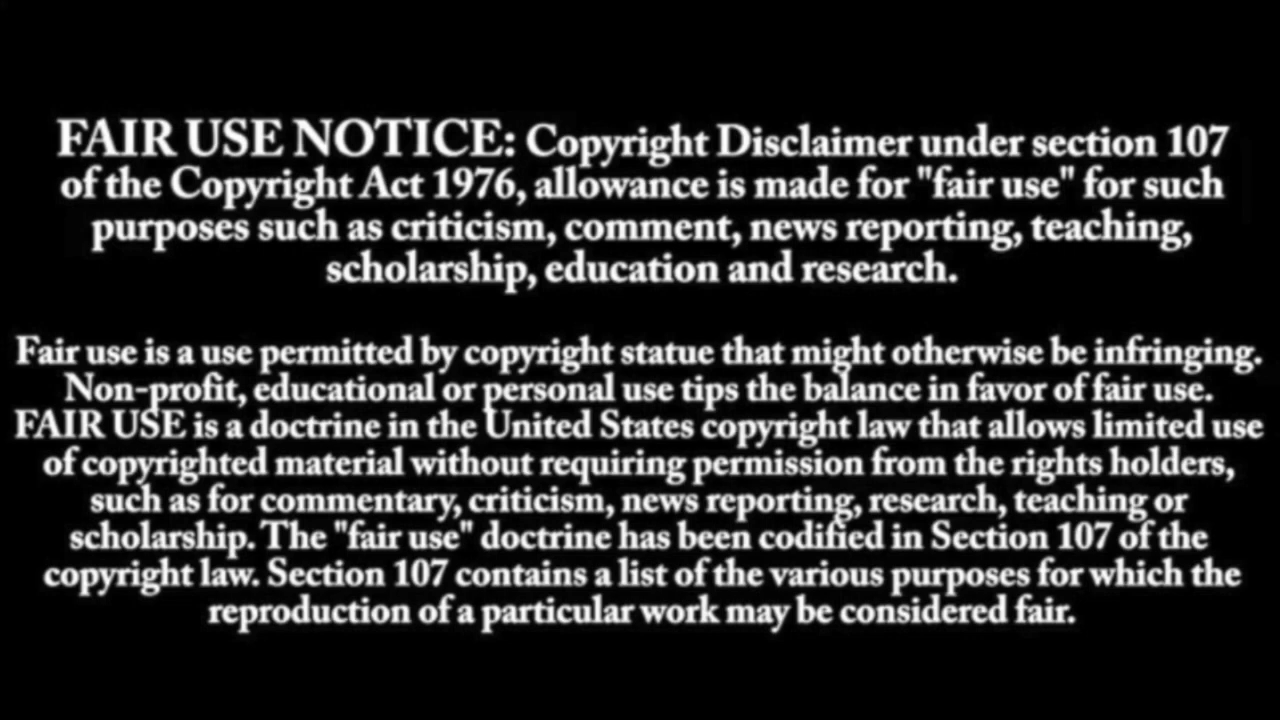 FAIR USE NOTICE: Copyright Disclaimer under section 107
of the Copyright Act 1976, allowance is made for "fair use" for such
purposes such as criticism, comment, news reporting, teaching,
scholarship, education and research.
Fair use is a use permitted by copyright statue that might otherwise be infringing.
Non-profit, educational or personal use tips the balance in favor of fair use.
FAIR USE is a doctrine in the United States copyright law that allows limited use
of copyrighted material without requiring permission from the rights holders,
such as for commentary, criticism, news reporting, research, teaching or
scholarship. The "fair use" doctrine has been codified in Section 107 of the
copyright law. Section 107 contains a list of the various purposes for which the
reproduction of a particular work may be considered fair.